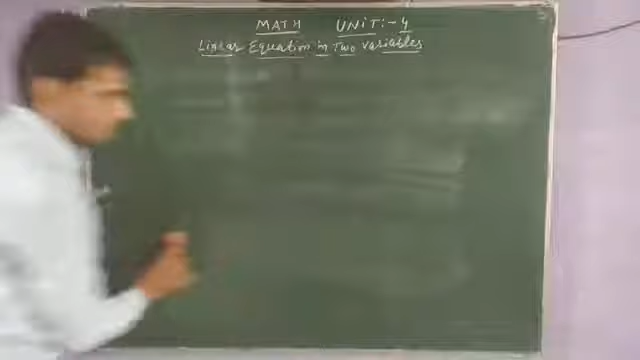 MATH UNIT:- 4
Linear Equation in Two Variables